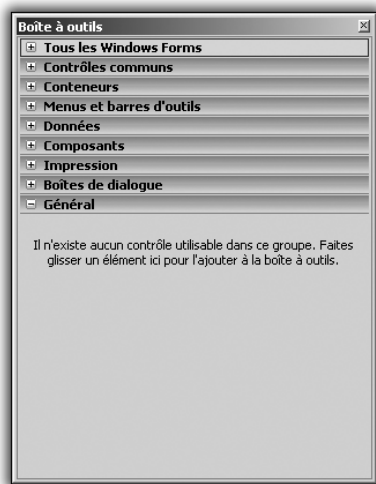 Boîte à outils
Tous les Windows Forms
Contrôles communs
Conteneurs
Menus et barres d'outils
Données
Composants
Impression
Boîtes de dialogue
Général
Il n'existe aucun contrôle utilisable dans ce groupe. Faites
glisser un élément ici pour l'ajouter à la boîte à outils.